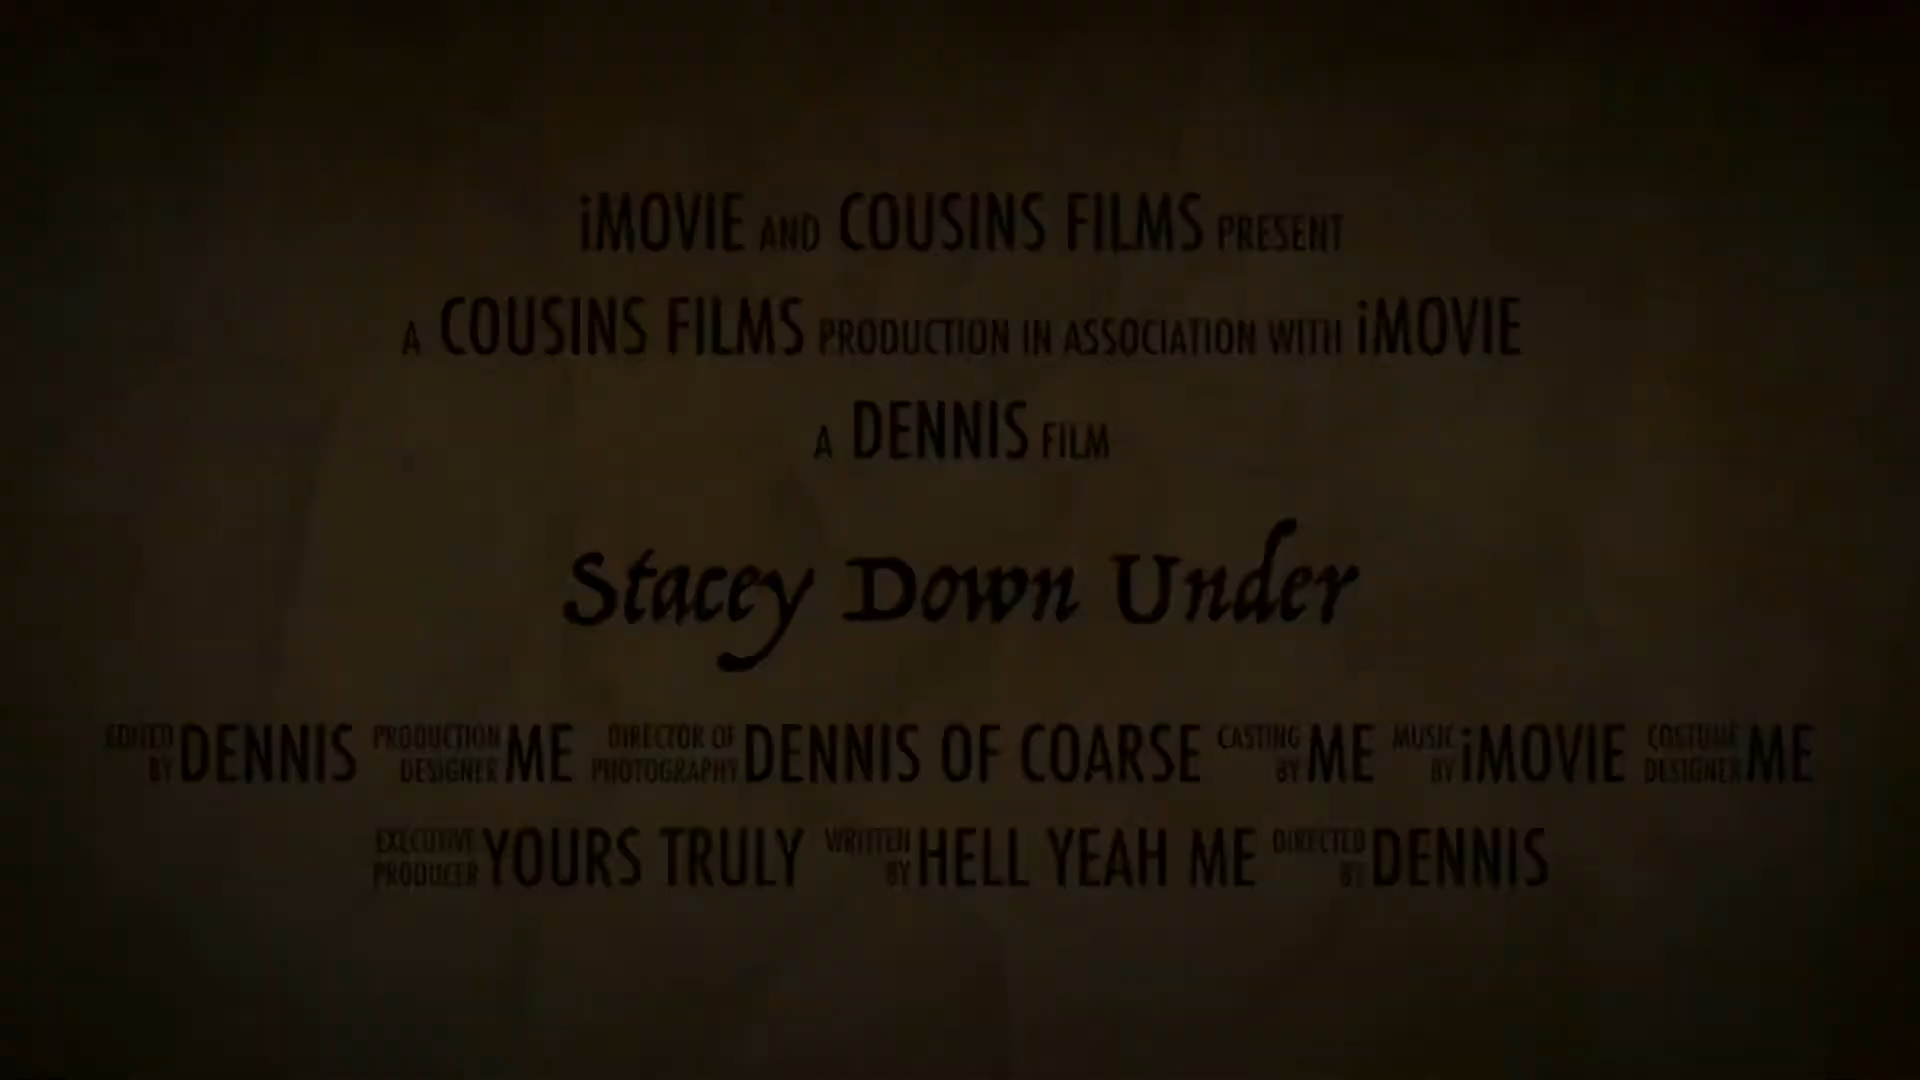 iMOVIE AND COUSINS FILMS PRESENT
A COUSINS FILMS PRODUCTION IN ASSOCIATION WITH iMOVIE
A DENNIS FILM
Stacey Down Under
EDITED BY DENNIS PRODUCTION DESIGNER ME DIRECTOR OF PHOTOGRAPHY DENNIS OF COARSE CASTING BY ME MUSIC BY iMOVIE COSTUME DESIGNER ME
EXECUTIVE PRODUCER YOURS TRULY WRITTEN BY HELL YEAH ME DIRECTED BY DENNIS